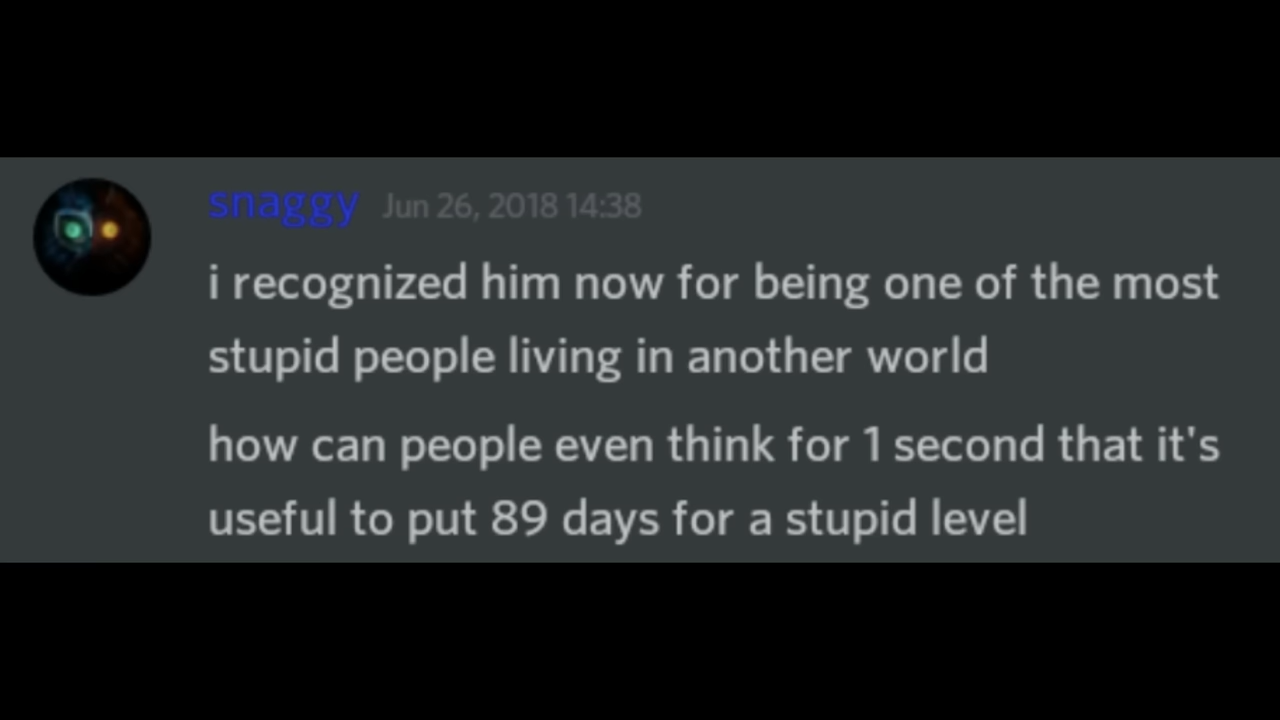 snaggy Jun 26, 2018 14:38
i recognized him now for being one of the most
stupid people living in another world
how can people even think for 1 second that it's
useful to put 89 days for a stupid level